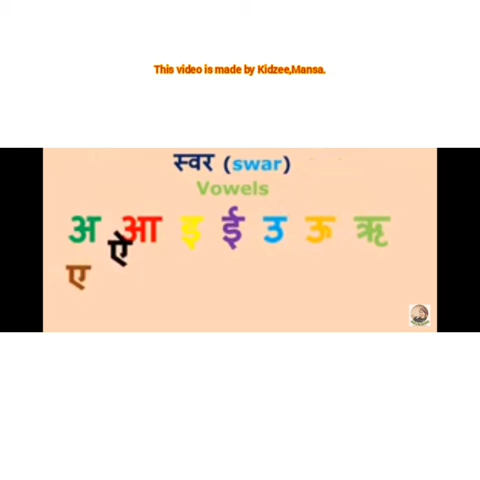 This video is made by Kidzee,Mansa.
स्वर (swar)
Vowels
अ आ इ ई उ ऊ ऋ
ए ऐ